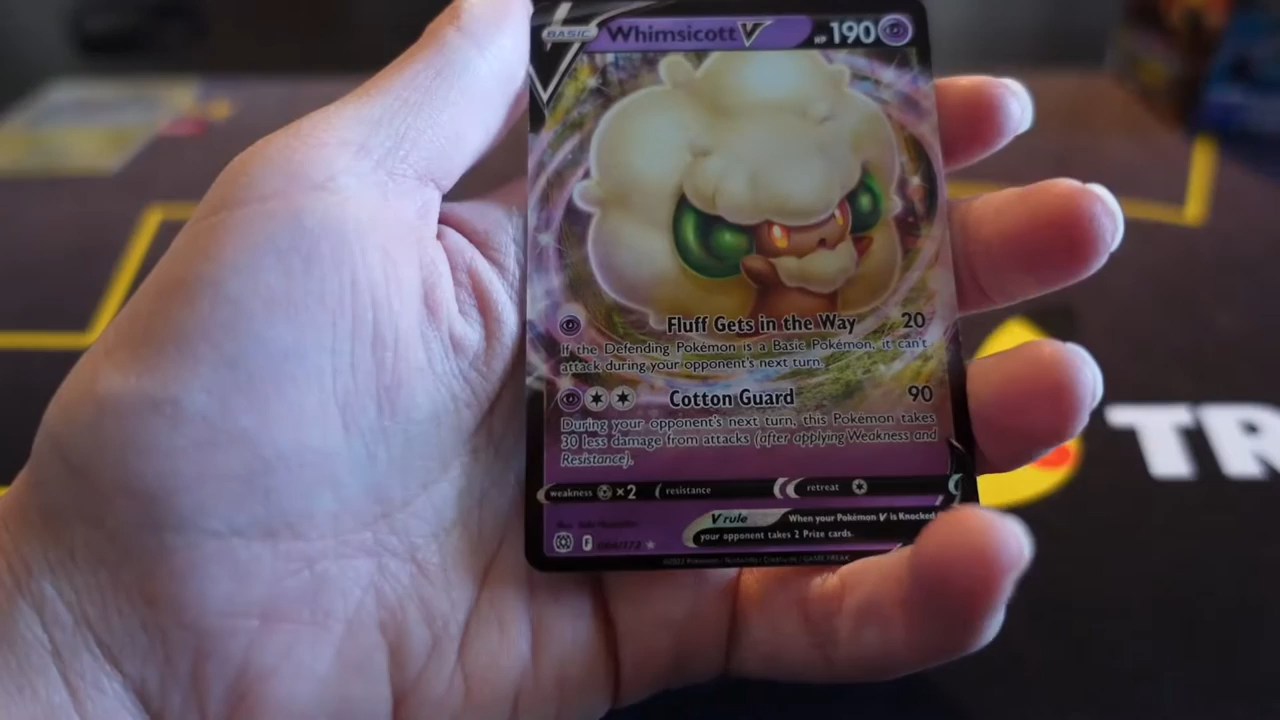 BASIC Whimsicott V HP 190
Fluff Gets in the Way 20
If the Defending Pokémon is a Basic Pokémon, it can't
attack during your opponent's next turn.
Cotton Guard 90
During your opponent's next turn, this Pokémon takes
30 less damage from attacks (after applying Weakness and
Resistance).
weakness ×2 resistance retreat
V rule When your Pokémon V is Knocked
your opponent takes 2 Prize cards.
F /172
TR